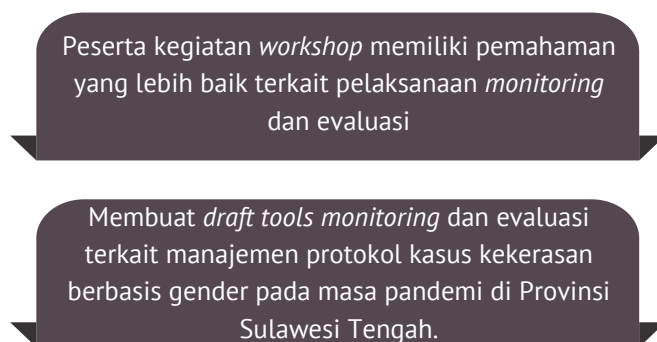 Peserta kegiatan workshop memiliki pemahaman
yang lebih baik terkait pelaksanaan monitoring
dan evaluasi
Membuat draft tools monitoring dan evaluasi
terkait manajemen protokol kasus kekerasan
berbasis gender pada masa pandemi di Provinsi
Sulawesi Tengah.